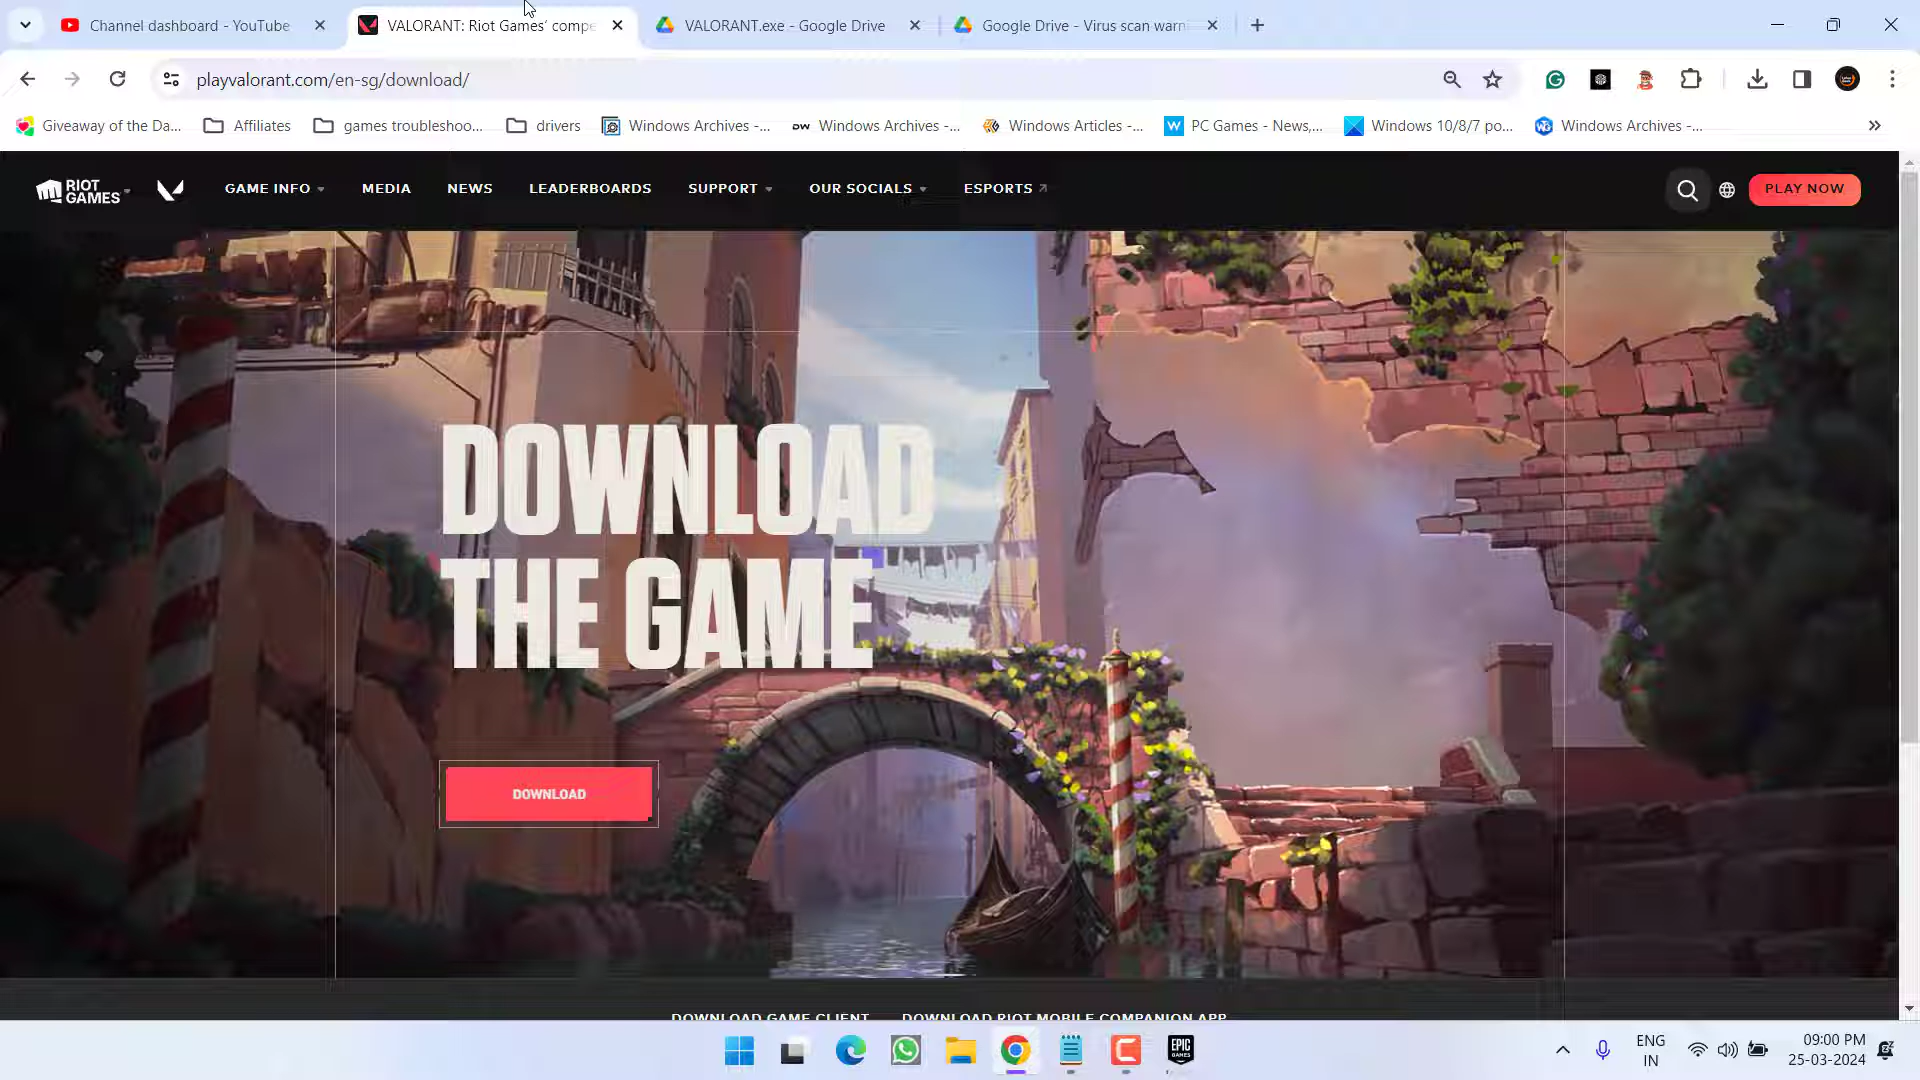 Channel dashboard - YouTube
VALORANT: Riot Games' compe
VALORANT.exe - Google Drive
Google Drive - Virus scan warni
playvalorant.com/en-sg/download/
Giveaway of the Da...
Affiliates
games troubleshoo...
drivers
Windows Archives -...
DW
Windows Archives -...
Windows Articles -...
W
PC Games - News,...
Windows 10/8/7 po...
Windows Archives -...
RIOT
GAMES
GAME INFO
MEDIA
NEWS
LEADERBOARDS
SUPPORT
OUR SOCIALS
ESPORTS
PLAY NOW
DOWNLOAD
THE GAME
DOWNLOAD
DOWNLOAD GAME CLIENT
DOWNLOAD RIOT MOBILE COMPANION APP
EPIC
GAMES
ENG
IN
09:00 PM
25-03-2024